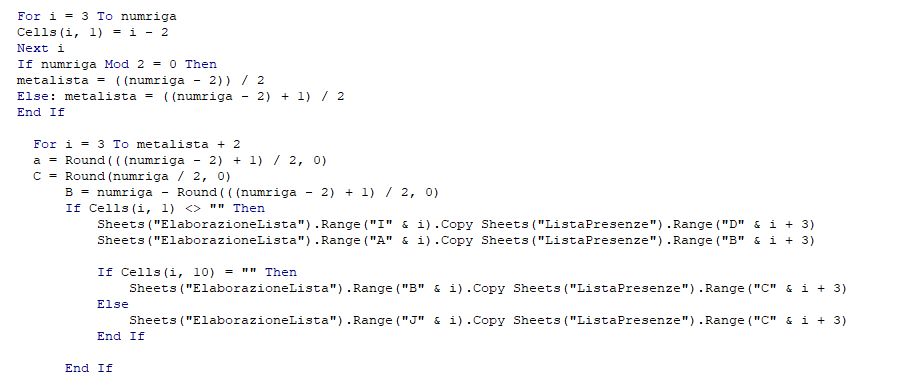 For i = 3 To numriga
Cells(i, 1) = i - 2
Next i
If numriga Mod 2 = 0 Then
metalista = ((numriga - 2)) / 2
Else: metalista = ((numriga - 2) + 1) / 2
End If
For i = 3 To metalista + 2
a = Round(((numriga - 2) + 1) / 2, 0)
C = Round(numriga / 2, 0)
B = numriga - Round(((numriga - 2) + 1) / 2, 0)
If Cells(i, 1) <> "" Then
Sheets("ElaborazioneLista").Range("I" & i).Copy Sheets("ListaPresenze").Range("D" & i + 3)
Sheets("ElaborazioneLista").Range("A" & i).Copy Sheets("ListaPresenze").Range("B" & i + 3)
If Cells(i, 10) = "" Then
Sheets("ElaborazioneLista").Range("B" & i).Copy Sheets("ListaPresenze").Range("C" & i + 3)
Else
Sheets("ElaborazioneLista").Range("J" & i).Copy Sheets("ListaPresenze").Range("C" & i + 3)
End If
End If